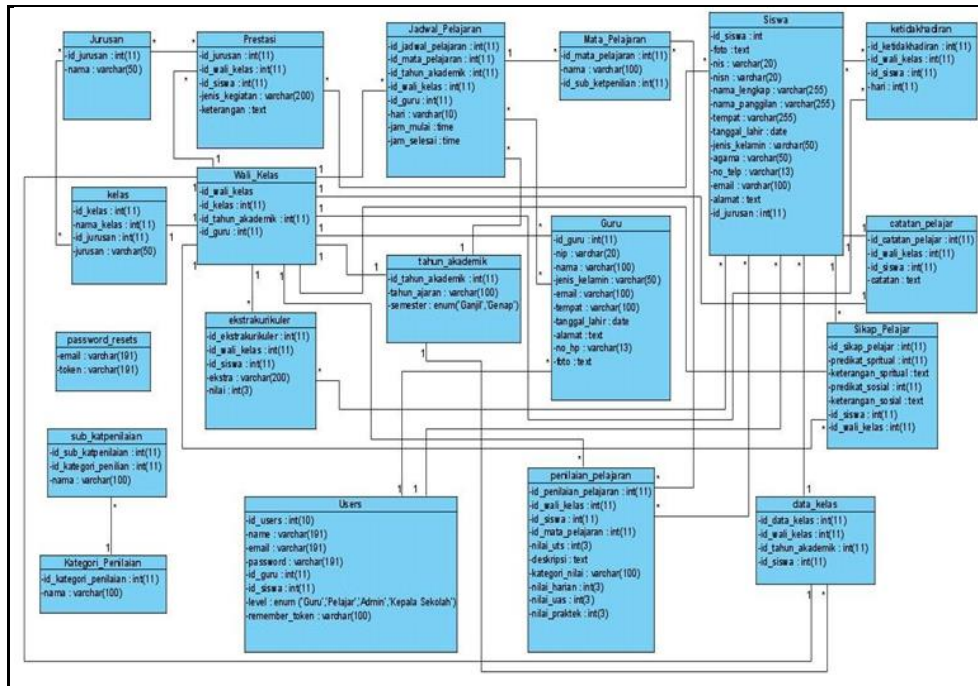 Jurusan
-id_jurusan : int(11)
-nama : varchar(50)
Prestasi
-id_jurusan : int(11)
-id_wali_kelas : int(11)
-id_siswa : int(11)
-jenis_kegiatan : varchar(200)
-keterangan : text
Jadwal_Pelajaran
-id_jadwal_pelajaran : int(11)
-id_mata_pelajaran : int(11)
-id_tahun_akademik : int(11)
-id_wali_kelas : int(11)
-id_guru : int(11)
-hari : varchar(10)
-jam_mulai : time
-jam_selesai : time
Mata_Pelajaran
-id_mata_pelajaran : int(11)
-nama : varchar(100)
-id_sub_ketpenilian : int(11)
Siswa
-id_siswa : int
-foto : text
-nis : varchar(20)
-nisn : varchar(20)
-nama_lengkap : varchar(255)
-nama_panggilan : varchar(255)
-tempat : varchar(255)
-tanggal_lahir : date
-jenis_kelamin : varchar(50)
-agama : varchar(50)
-no_telp : varchar(13)
-email : varchar(100)
-alamat : text
-id_jurusan : int(11)
ketidakhadiran
-id_ketidakhadiran : int(11)
-id_wali_kelas : int(11)
-id_siswa : int(11)
-hari : int(11)
kelas
-id_kelas : int(11)
-nama_kelas : int(11)
-id_jurusan : int(11)
-jurusan : varchar(50)
Wali_Kelas
-id_wali_kelas
-id_kelas : int(11)
-id_tahun_akademik : int(11)
-id_guru : int(11)
tahun_akademik
-id_tahun_akademik : int(11)
-tahun_ajaran : varchar(100)
-semester : enum('Ganjil','Genap')
Guru
-id_guru : int(11)
-nip : varchar(20)
-nama : varchar(100)
-jenis_kelamin : varchar(50)
-email : varchar(100)
-tempat : varchar(100)
-tanggal_lahir : date
-alamat : text
-no_hp : varchar(13)
-foto : text
catatan_pelajar
-id_catatan_pelajar : int(11)
-id_wali_kelas : int(11)
-id_siswa : int(11)
-catatan : text
password_resets
-email : varchar(191)
-token : varchar(191)
ekstrakurikuler
-id_ekstrakurikuler : int(11)
-id_wali_kelas : int(11)
-id_siswa : int(11)
-ekstra : varchar(200)
-nilai : int(3)
Sikap_Pelajar
-id_sikap_pelajar : int(11)
-predikat_spritual : int(11)
-keterangan_spritual : text
-predikat_sosial : int(11)
-keterangan_sosial : text
-id_siswa : int(11)
-id_wali_kelas : int(11)
sub_katpenilaian
-id_sub_katpenilaian : int(11)
-id_kategori_penilian : int(11)
-nama : varchar(100)
Kategori_Penilaian
-id_kategori_penilaian : int(11)
-nama : varchar(100)
Users
-id_users : int(10)
-name : varchar(191)
-email : varchar(191)
-password : varchar(191)
-id_guru : int(11)
-id_siswa : int(11)
-level : enum ('Guru','Pelajar','Admin','Kepala Sekolah')
-remember_token : varchar(100)
penilaian_pelajaran
-id_penilaian_pelajaran : int(11)
-id_wali_kelas : int(11)
-id_siswa : int(11)
-id_mata_pelajaran : int(11)
-nilai_uts : int(3)
-deskripsi : text
-kategori_nilai : varchar(100)
-nilai_harian : int(3)
-nilai_uas : int(3)
-nilai_praktek : int(3)
data_kelas
-id_data_kelas : int(11)
-id_wali_kelas : int(11)
-id_tahun_akademik : int(11)
-id_siswa : int(11)